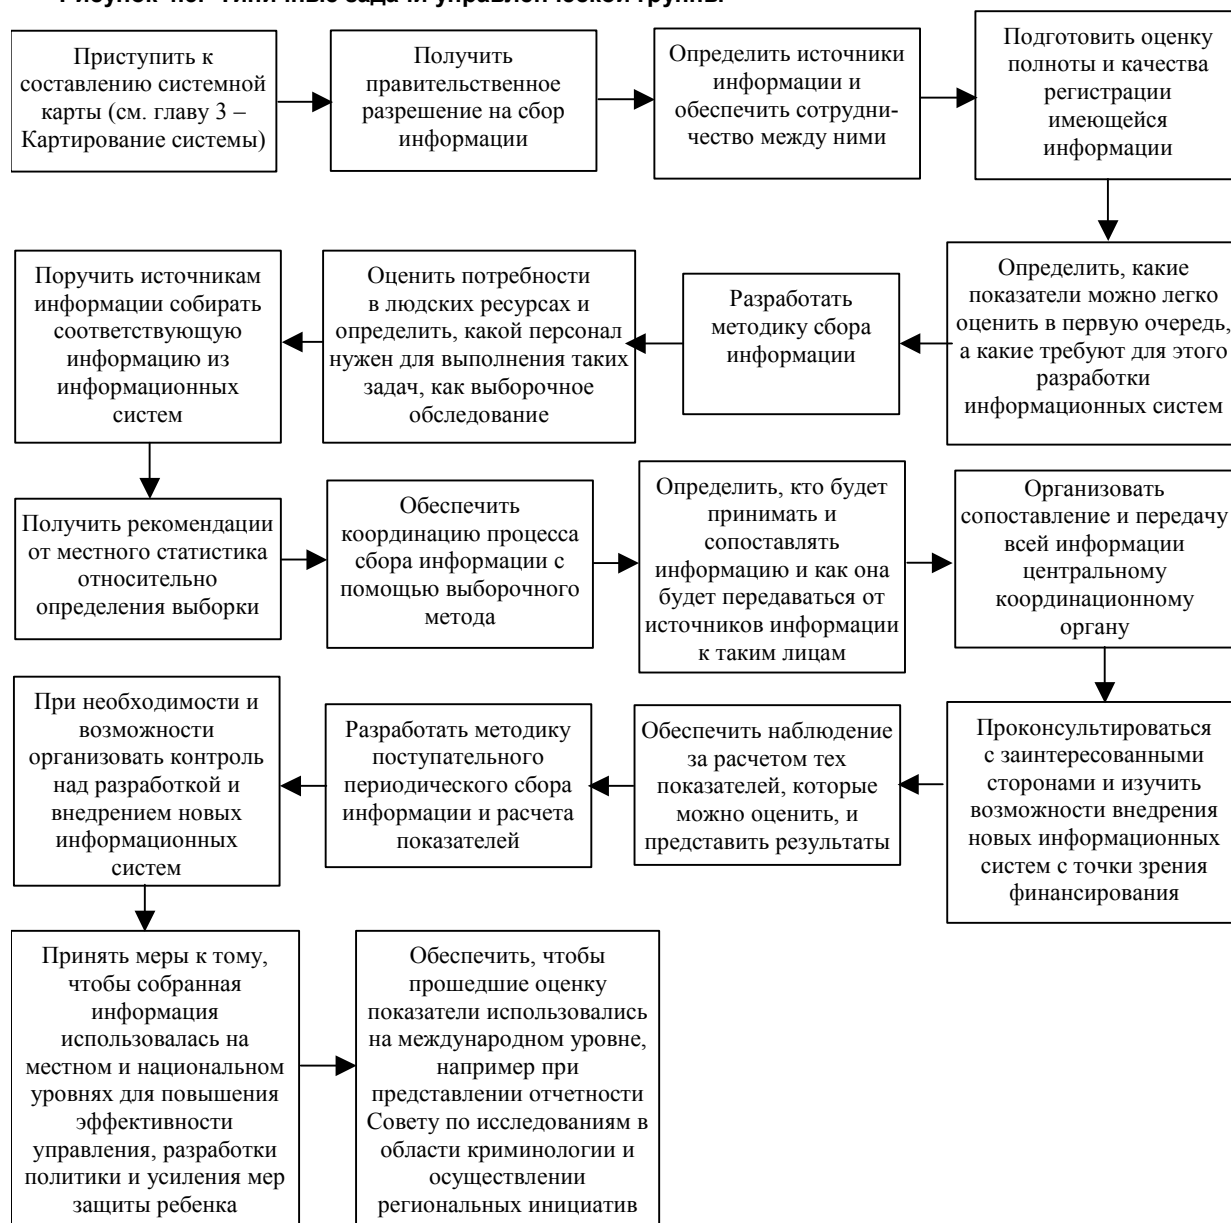 Рисунок Типичные задачи управленческой группы
Приступить к
составлению системной
карты (см. главу 3 –
Картирование системы)
Получить
правительственное
разрешение на сбор
информации
Определить источники
информации и
обеспечить сотрудни-
чество между ними
Подготовить оценку
полноты и качества
регистрации
имеющейся
информации
Определить, какие
показатели можно легко
оценить в первую очередь,
а какие требуют для этого
разработки
информационных систем
Разработать
методику сбора
информации
Оценить потребности
в людских ресурсах и
определить, какой персонал
нужен для выполнения таких
задач, как выборочное
обследование
Поручить источникам
информации собирать
соответствующую
информацию из
информационных
систем
Получить рекомендации
от местного статистика
относительно
определения выборки
Обеспечить
координацию процесса
сбора информации с
помощью выборочного
метода
Определить, кто будет
принимать и
сопоставлять
информацию и как она
будет передаваться от
источников информации
к таким лицам
Организовать
сопоставление и передачу
всей информации
центральному
координационному
органу
Проконсультироваться
с заинтересованными
сторонами и изучить
возможности внедрения
новых информационных
систем с точки зрения
финансирования
Обеспечить наблюдение
за расчетом тех
показателей, которые
можно оценить, и
представить результаты
Разработать методику
поступательного
периодического сбора
информации и расчета
показателей
При необходимости и
возможности
организовать контроль
над разработкой и
внедрением новых
информационных
систем
Принять меры к тому,
чтобы собранная
информация
использовалась на
местном и национальном
уровнях для повышения
эффективности
управления, разработки
политики и усиления мер
защиты ребенка
Обеспечить, чтобы
прошедшие оценку
показатели использовались
на международном уровне,
например при
представлении отчетности
Совету по исследованиям в
области криминологии и
осуществлении
региональных инициатив